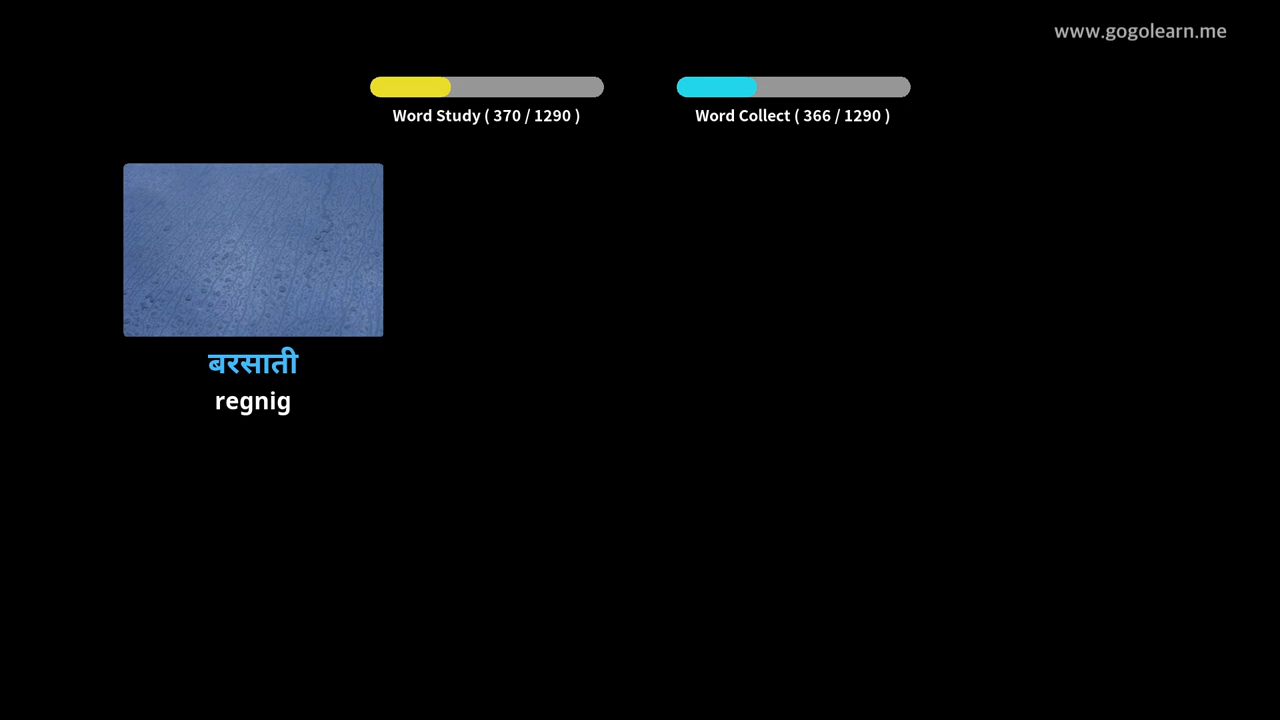 www.gogolearn.me
Word Study ( 370 / 1290 )
Word Collect ( 366 / 1290 )
बरसाती
regnig